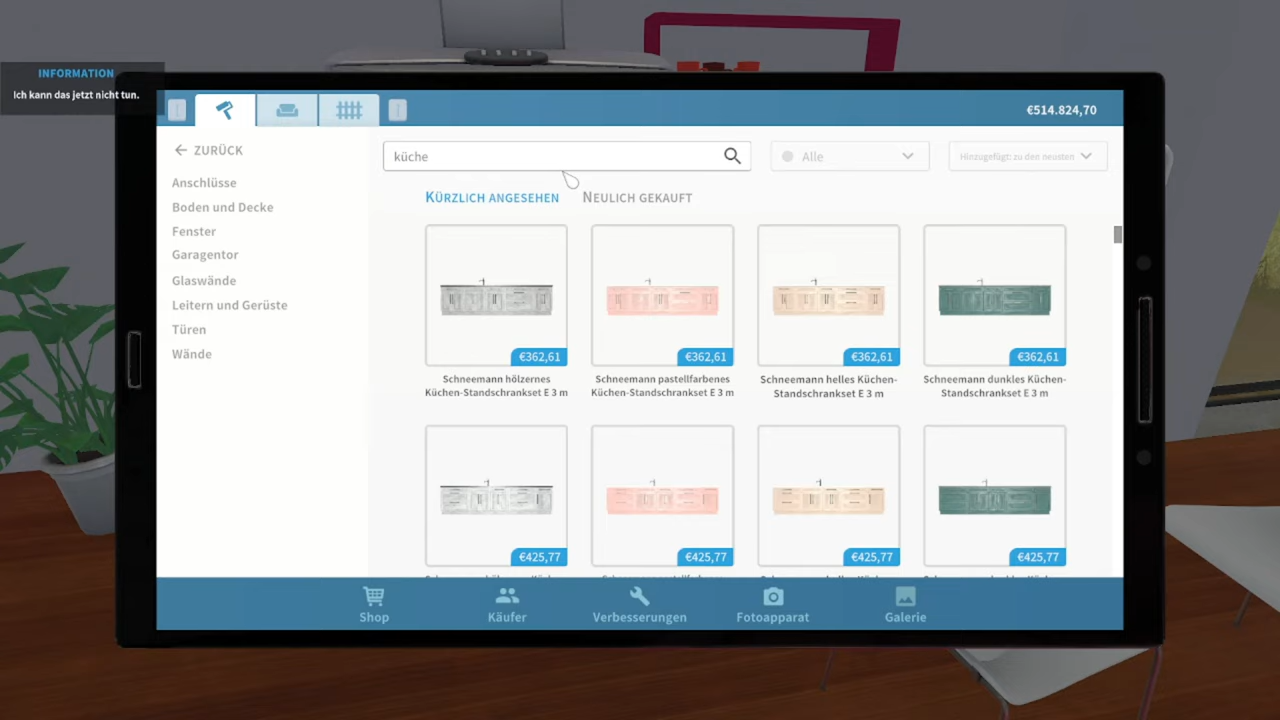 INFORMATION
Ich kann das jetzt nicht tun.
€514.824,70
ZURÜCK
Anschlüsse
Boden und Decke
Fenster
Garagentor
Glaswände
Leitern und Gerüste
Türen
Wände
küche
Alle
Hinzugefügt: zu den neusten
KÜRZLICH ANGESEHEN
NEULICH GEKAUFT
€362,61
€362,61
€362,61
€362,61
Schneemann hölzernes
Küchen-Standschrankset E 3 m
Schneemann pastellfarbenes
Küchen-Standschrankset E 3 m
Schneemann helles Küchen-
Standschrankset E 3 m
Schneemann dunkles Küchen-
Standschrankset E 3 m
€425,77
€425,77
€425,77
€425,77
Shop
Käufer
Verbesserungen
Fotoapparat
Galerie